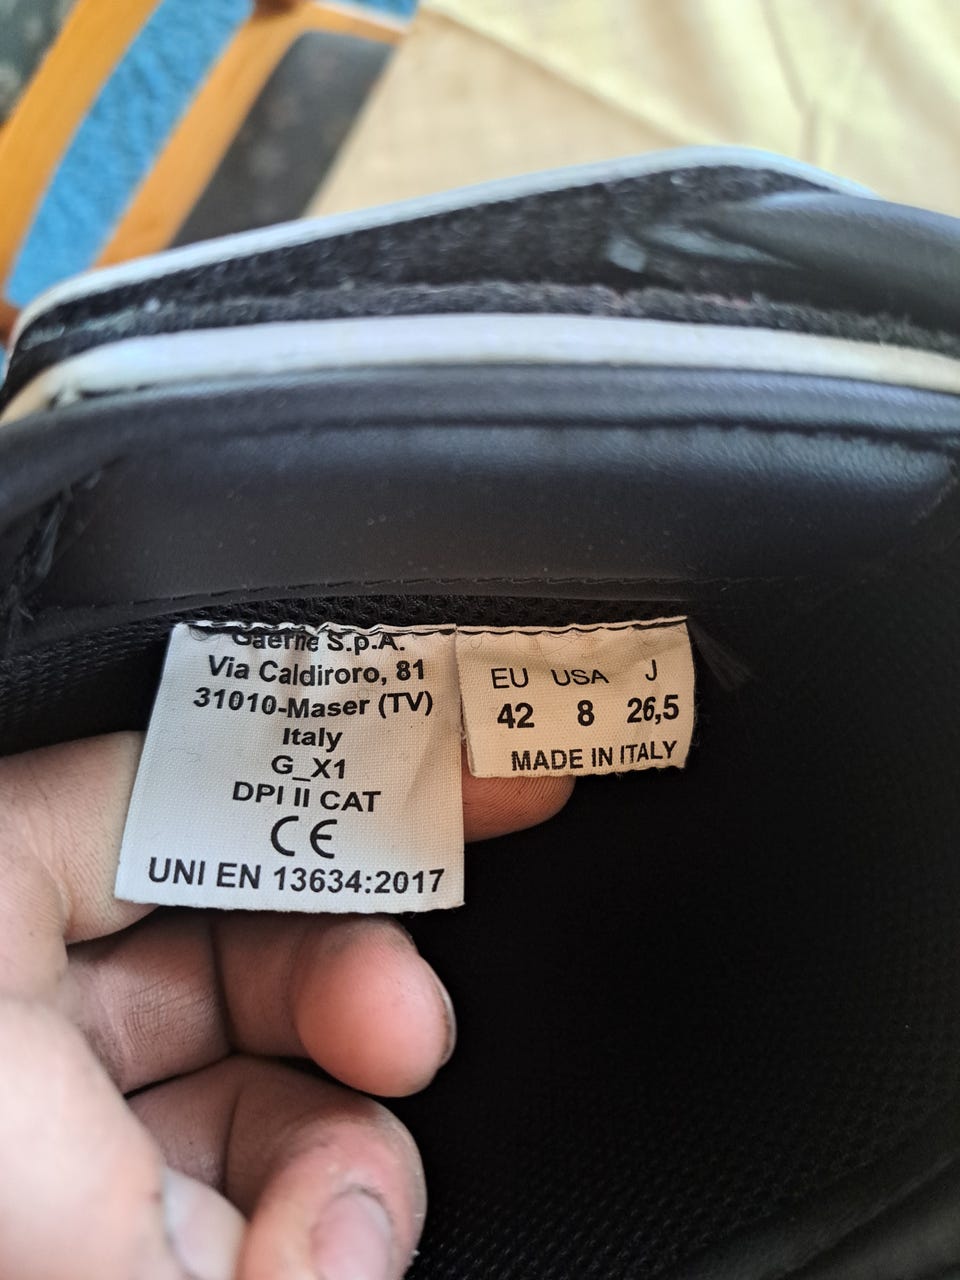 Gaerne S.p.A.
Via Caldiroro, 81
31010-Maser (TV)
Italy
G_X1
DPI II CAT
CE
UNI EN 13634:2017
EU USA J
42 8 26,5
MADE IN ITALY